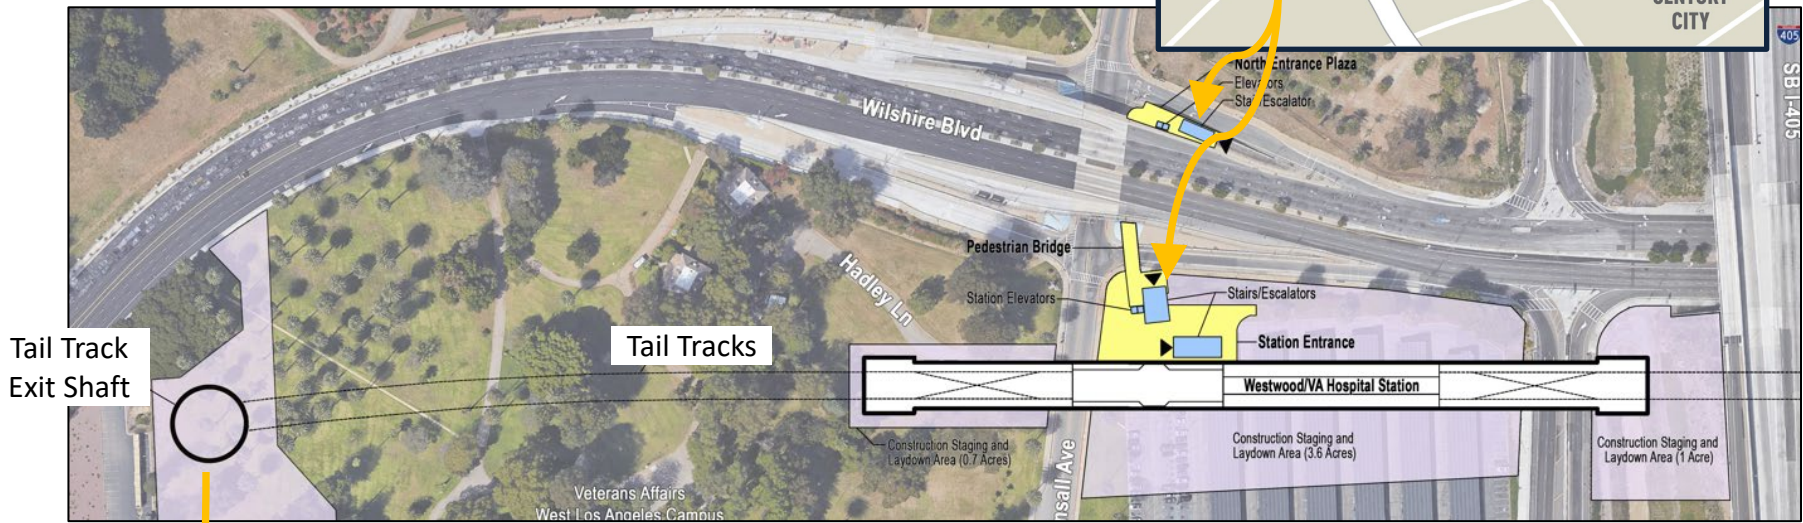 CENTURY
CITY
405
SB I-405
North Entrance Plaza
Elevators
Stair/Escalator
Wilshire Blvd
Pedestrian Bridge
Hadley Ln
Station Elevators
Stairs/Escalators
Tail Track
Exit Shaft
Tail Tracks
Station Entrance
Westwood/VA Hospital Station
Construction Staging and
Laydown Area (0.7 Acres)
Construction Staging and
Laydown Area (3.6 Acres)
Construction Staging and
Laydown Area (1 Acre)
nsall Ave
Veterans Affairs
West Los Angeles Campus